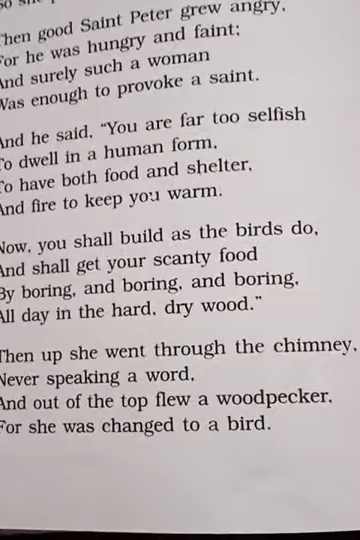 Then good Saint Peter grew angry,
For he was hungry and faint;
And surely such a woman
Was enough to provoke a saint.
And he said, “You are far too selfish
To dwell in a human form,
To have both food and shelter,
And fire to keep you warm.
Now, you shall build as the birds do,
And shall get your scanty food
By boring, and boring, and boring,
All day in the hard, dry wood.”
Then up she went through the chimney,
Never speaking a word,
And out of the top flew a woodpecker,
For she was changed to a bird.